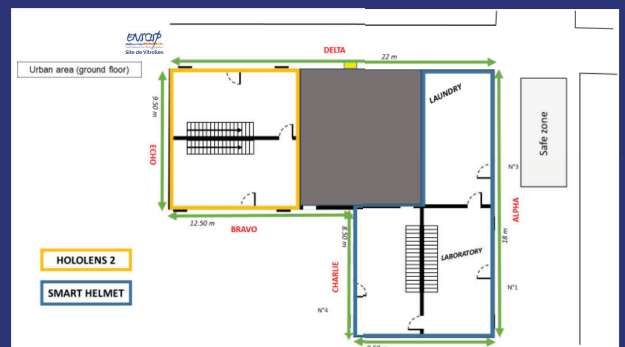 ensosp
Site de Vitrolles
Urban area (ground floor)
DELTA
22 m
LAUNDRY
Safe zone
9.50 m
ECHO
N°3
ALPHA
12.50 m
BRAVO
8.50 m
CHARLIE
18 m
LABORATORY
N°1
N°4
HOLOLENS 2
SMART HELMET